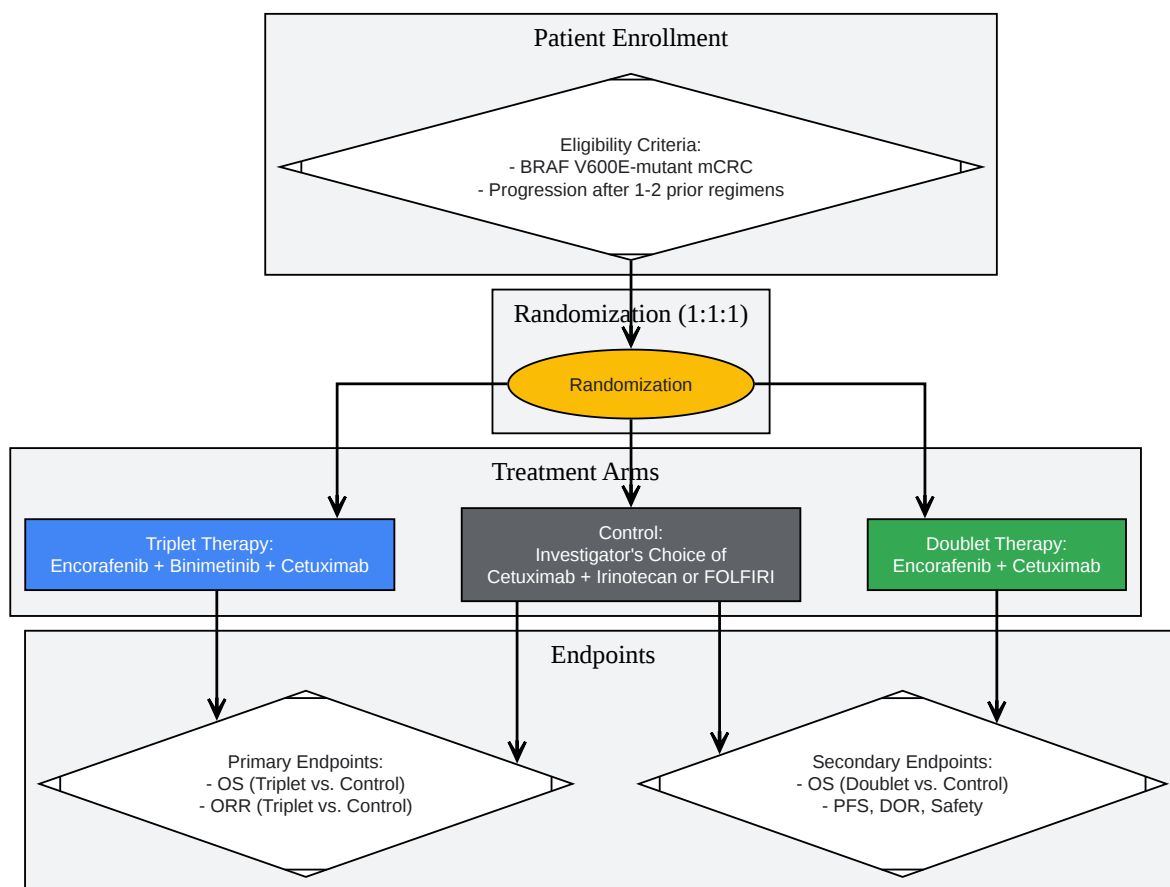 Patient Enrollment
Eligibility Criteria:
- BRAF V600E-mutant mCRC
- Progression after 1-2 prior regimens
Randomization (1:1:1)
Randomization
Treatment Arms
Triplet Therapy:
Encorafenib + Binimetinib + Cetuximab
Control:
Investigator's Choice of
Cetuximab + Irinotecan or FOLFIRI
Doublet Therapy:
Encorafenib + Cetuximab
Endpoints
Primary Endpoints:
- OS (Triplet vs. Control)
- ORR (Triplet vs. Control)
Secondary Endpoints:
- OS (Doublet vs. Control)
- PFS, DOR, Safety